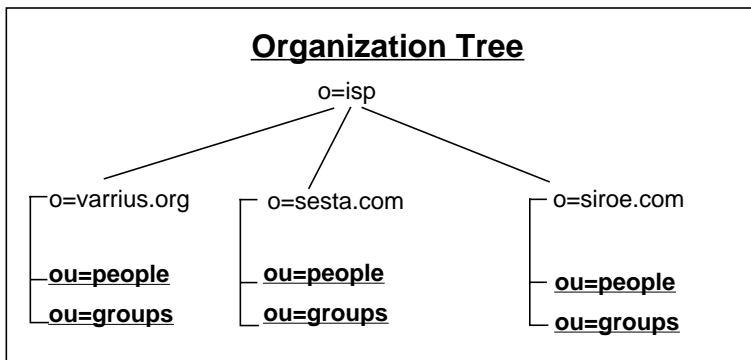 Organization Tree
o=isp
o=varrius.org
ou=people
ou=groups
o=sesta.com
ou=people
ou=groups
o=siroe.com
ou=people
ou=groups